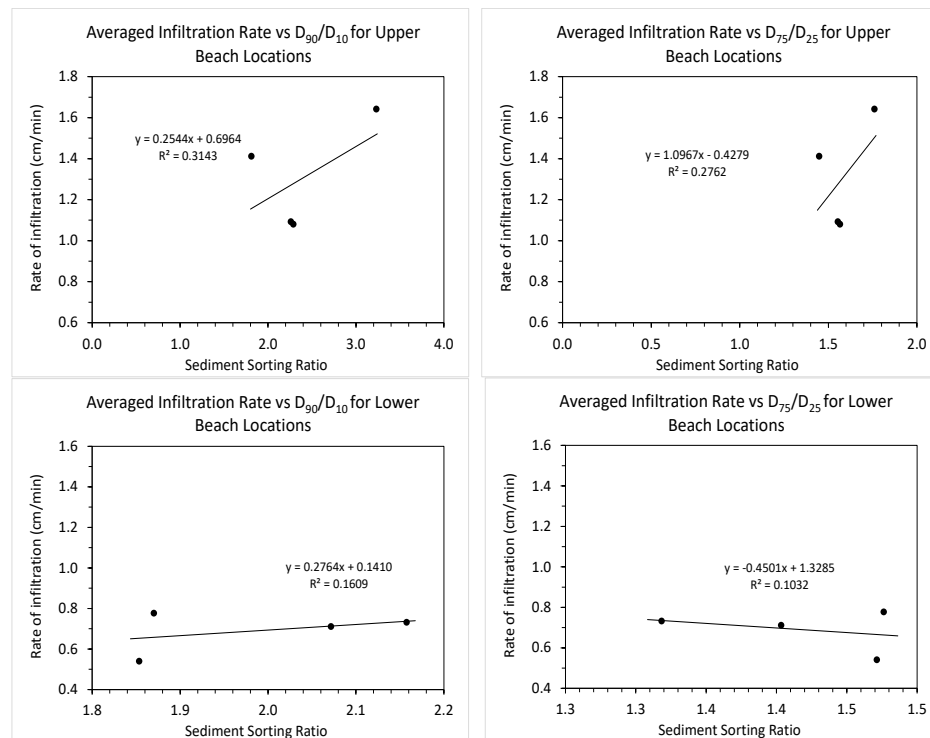 Averaged Infiltration Rate vs D90/D10 for Upper
Beach Locations
Rate of infiltration (cm/min)
1.8
1.6
1.4
1.2
1.0
0.8
0.6
y = 0.2544x + 0.6964
R² = 0.3143
0.0 1.0 2.0 3.0 4.0
Sediment Sorting Ratio
Averaged Infiltration Rate vs D75/D25 for Upper
Beach Locations
Rate of infiltration (cm/min)
1.8
1.6
1.4
1.2
1.0
0.8
0.6
y = 1.0967x - 0.4279
R² = 0.2762
0.0 0.5 1.0 1.5 2.0
Sediment Sorting Ratio
Averaged Infiltration Rate vs D90/D10 for Lower
Beach Locations
Rate of infiltration (cm/min)
1.6
1.4
1.2
1.0
0.8
0.6
0.4
y = 0.2764x + 0.1410
R² = 0.1609
1.8 1.9 2.0 2.1 2.2
Sediment Sorting Ratio
Averaged Infiltration Rate vs D75/D25 for Lower
Beach Locations
Rate of infiltration (cm/min)
1.6
1.4
1.2
1.0
0.8
0.6
0.4
y = -0.4501x + 1.3285
R² = 0.1032
1.3 1.3 1.4 1.4 1.5 1.5
Sediment Sorting Ratio